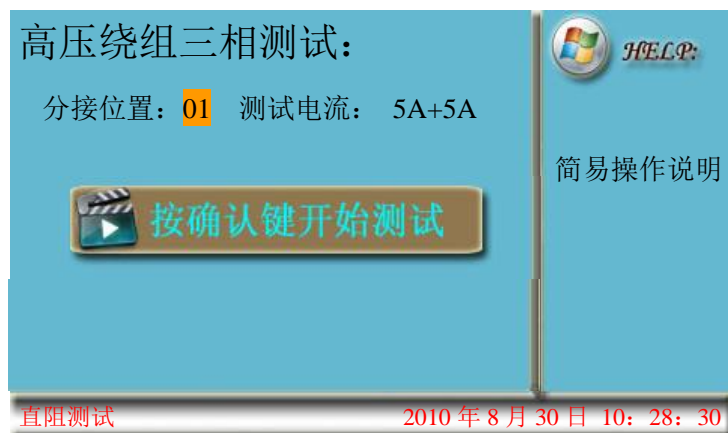 高压绕组三相测试：
HELP:
分接位置：01 测试电流： 5A+5A
简易操作说明
按确认键开始测试
直阻测试 2010 年 8 月 30 日 10：28：30